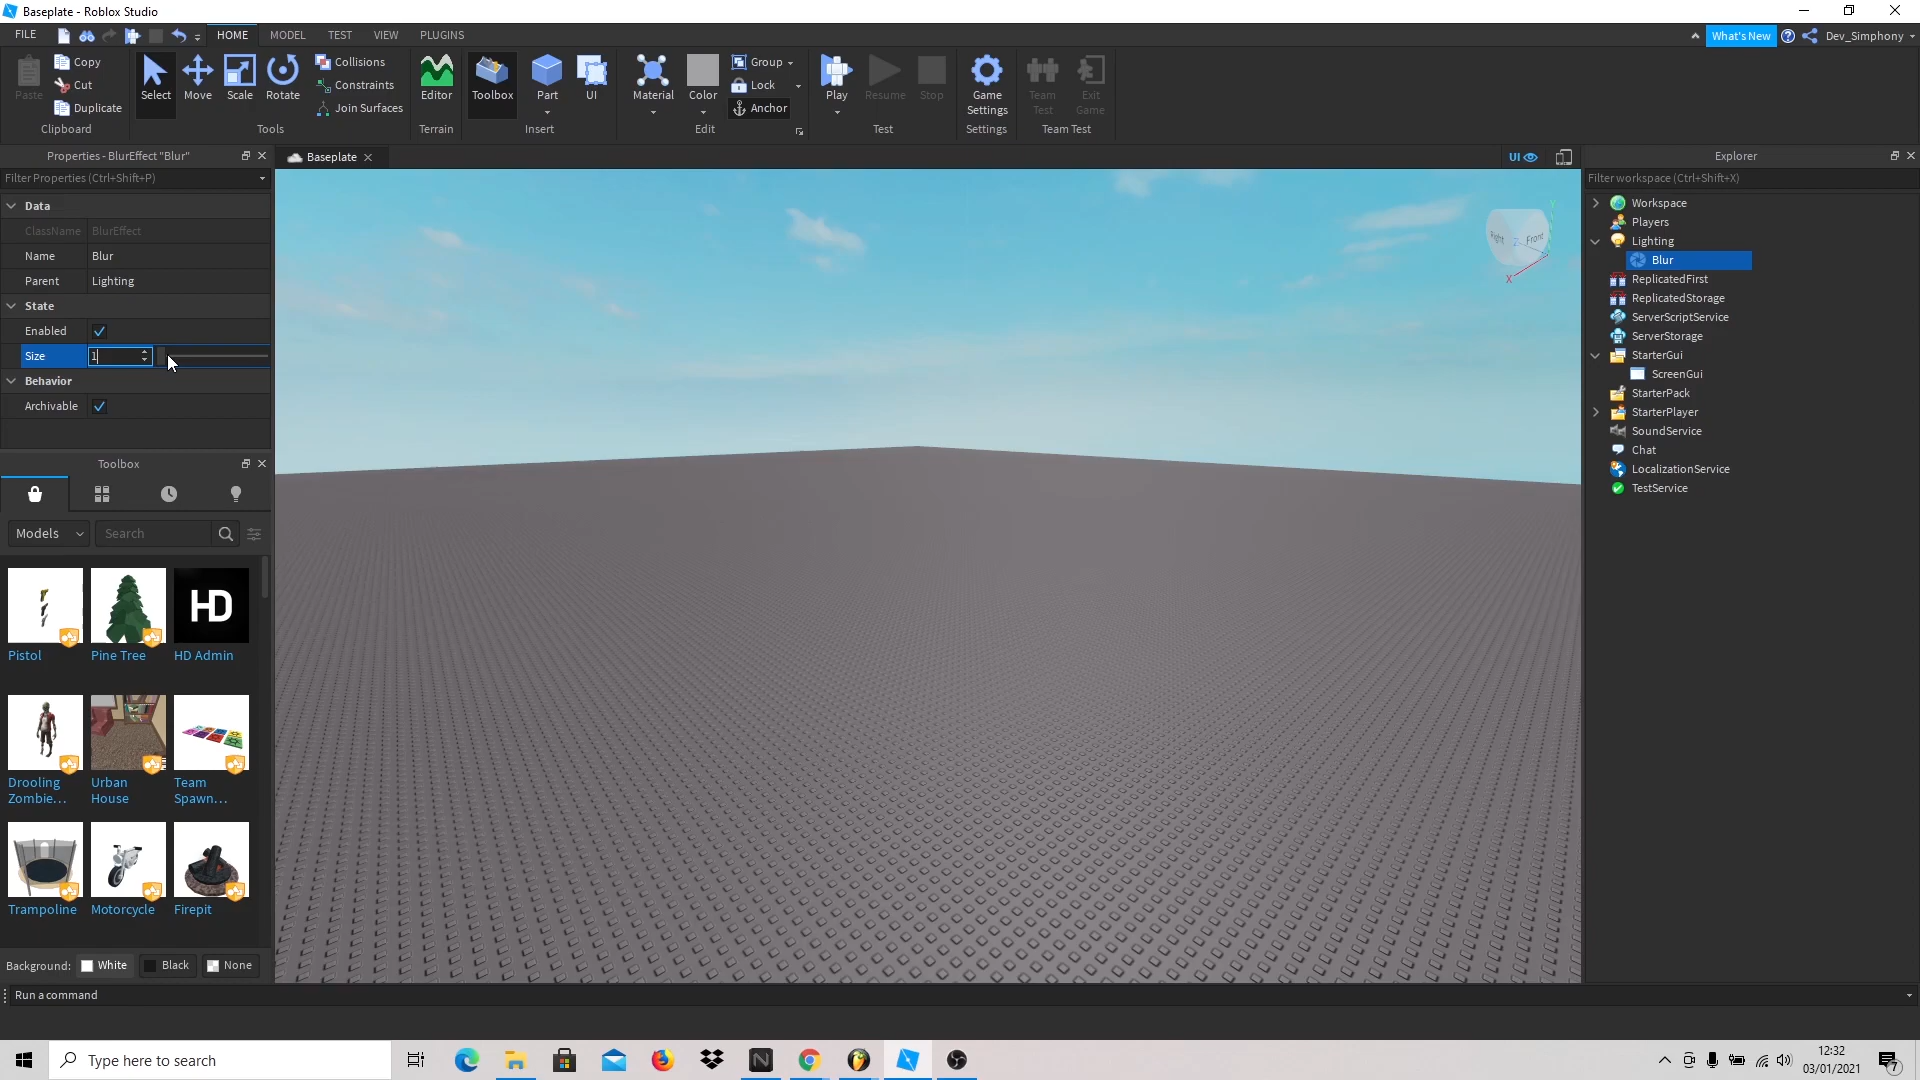 Baseplate - Roblox Studio
FILE HOME MODEL TEST VIEW PLUGINS What's New Dev_Simphony
Paste Copy Cut Duplicate Clipboard
Select Move Scale Rotate Collisions Constraints Join Surfaces Tools
Editor Terrain
Toolbox Part UI Insert
Material Color Group Lock Anchor Edit
Play Resume Stop Test
Game Settings Settings
Team Test Exit Game Team Test
Properties - BlurEffect "Blur"
Filter Properties (Ctrl+Shift+P)
Data
ClassName BlurEffect
Name Blur
Parent Lighting
State
Enabled
Size 1
Behavior
Archivable
Toolbox
Models Search
HD
Pistol Pine Tree HD Admin
Drooling Zombie... Urban House Team Spawn...
Trampoline Motorcycle Firepit
Background: White Black None
Run a command
Baseplate
UI
Right Front
Y
Z
X
Explorer
Filter workspace (Ctrl+Shift+X)
Workspace
Players
Lighting
Blur
ReplicatedFirst
ReplicatedStorage
ServerScriptService
ServerStorage
StarterGui
ScreenGui
StarterPack
StarterPlayer
SoundService
Chat
LocalizationService
TestService
Type here to search
N
12:32
03/01/2021
7